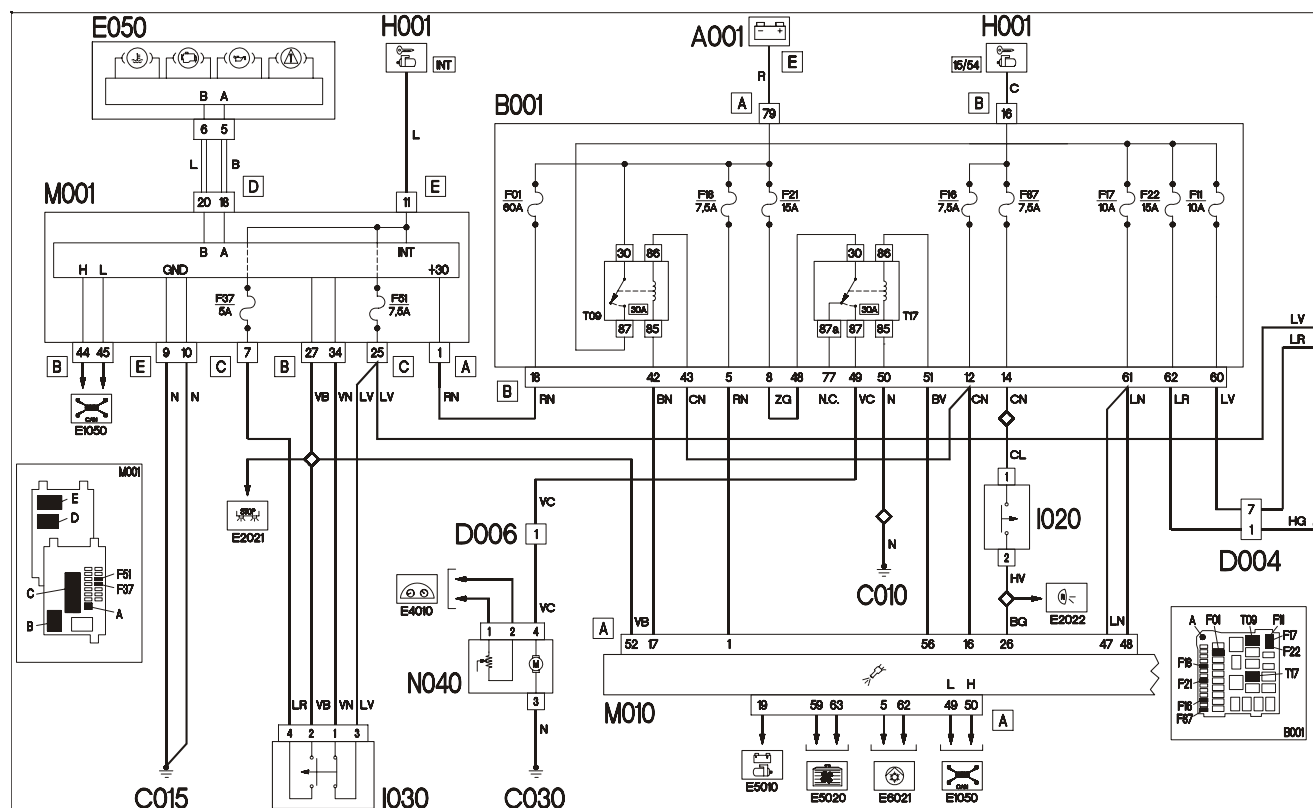 E050
H001
A001
H001
INT
E
15/54
R
C
B A
A
B
B001
79
16
6 5
L
L B
D
E
M001
20 18
11
F01
60A
F18
7,5A
F21
15A
F16
7,5A
F87
7,5A
F17
10A
F22
15A
F11
10A
B A
INT
H L
GND
+30
30 86
30 86
F37
5A
F51
7,5A
T09
30A
30A
T17
87 85
87a 87 85
LV
LR
B
44 45
E
9 10
C
7
B
27 34
25
C
1
A
B
18 42 43 5 8 48 77 49 50 51 12 14 61 62 60
N N
VB VN LV LV
RN
RN
BN CN RN ZG N.C. VC N BV CN CN LN LR LV
CAN
E1050
CL
M001
E
D
STOP
E2021
VC
1
I020
7
1
HG
D006
1
N
2
D004
F51
F37
C
A
B
E4010
C010
HV
E2022
VC
VB
BG
LN
A
1 2 4
52 17 1 56 16 26 47 48
A F01 T09 F11
F17
F22
F18
F21
T17
F16
F87
B001
M
N040
L H
M010
3
19 59 63 5 62 49 50
A
LR VB VN LV
N
4 2 1 3
E5010
E5020
E6021
CAN
E1050
C015
I030
C030